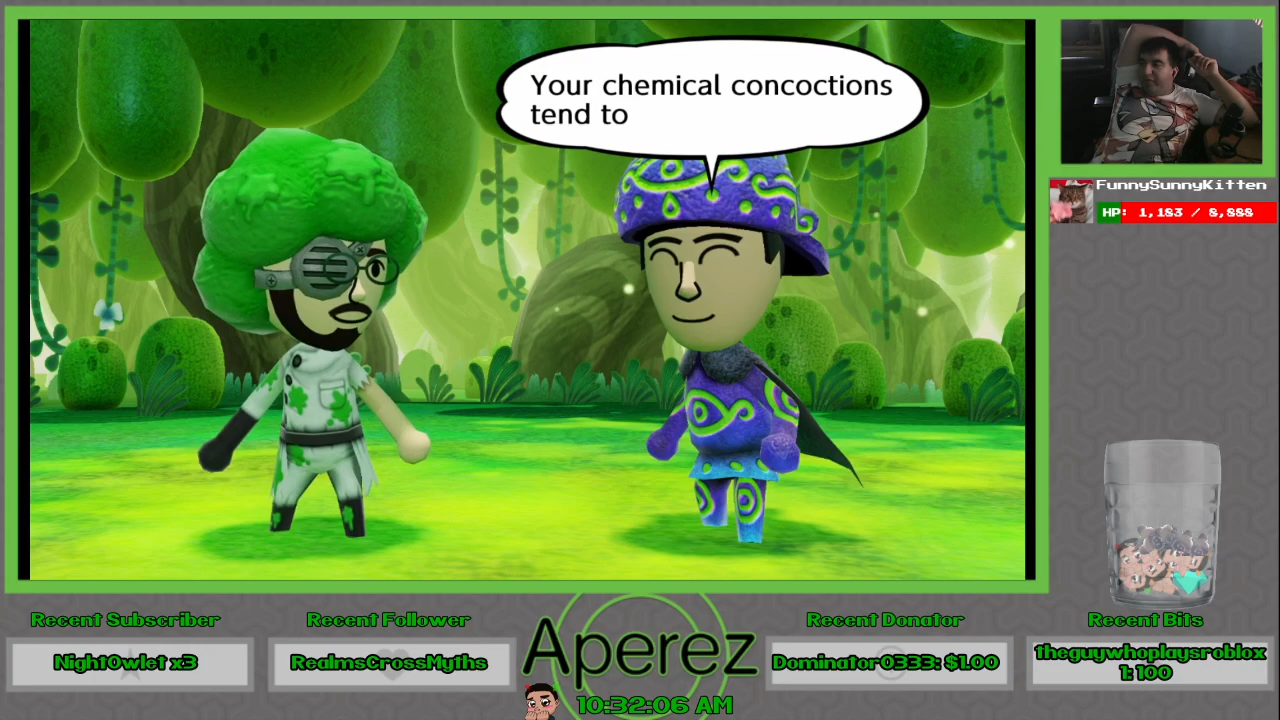 Your chemical concoctions
tend to
FunnySunnyKitten
HP: 1,183 / 8,888
Recent Subscriber
NightOwlet x3
Recent Follower
RealmsCrossMyths
Aperez
10:32:06 AM
Recent Donator
Dominator0333: $1.00
Recent Bits
theguywhoplaysroblox
1: 100